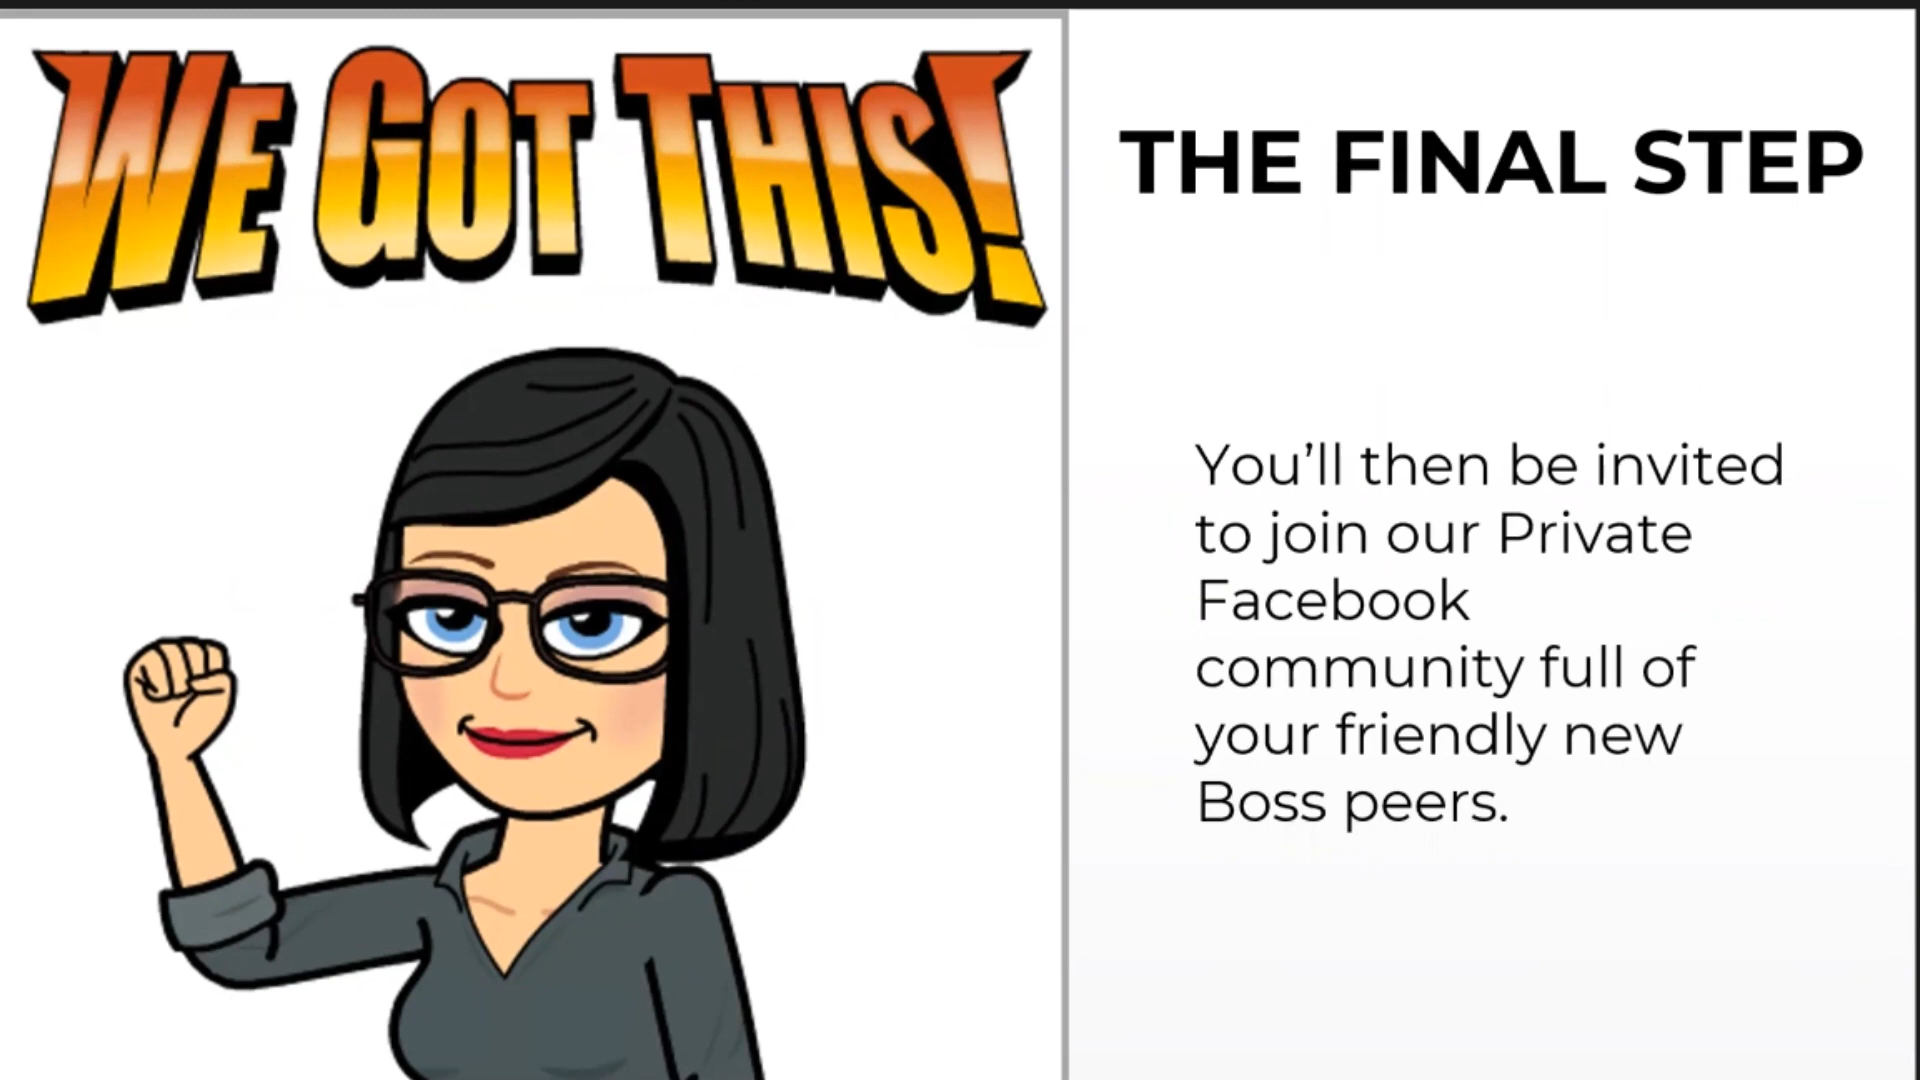 We Got This!
THE FINAL STEP
You’ll then be invited
to join our Private
Facebook
community full of
your friendly new
Boss peers.